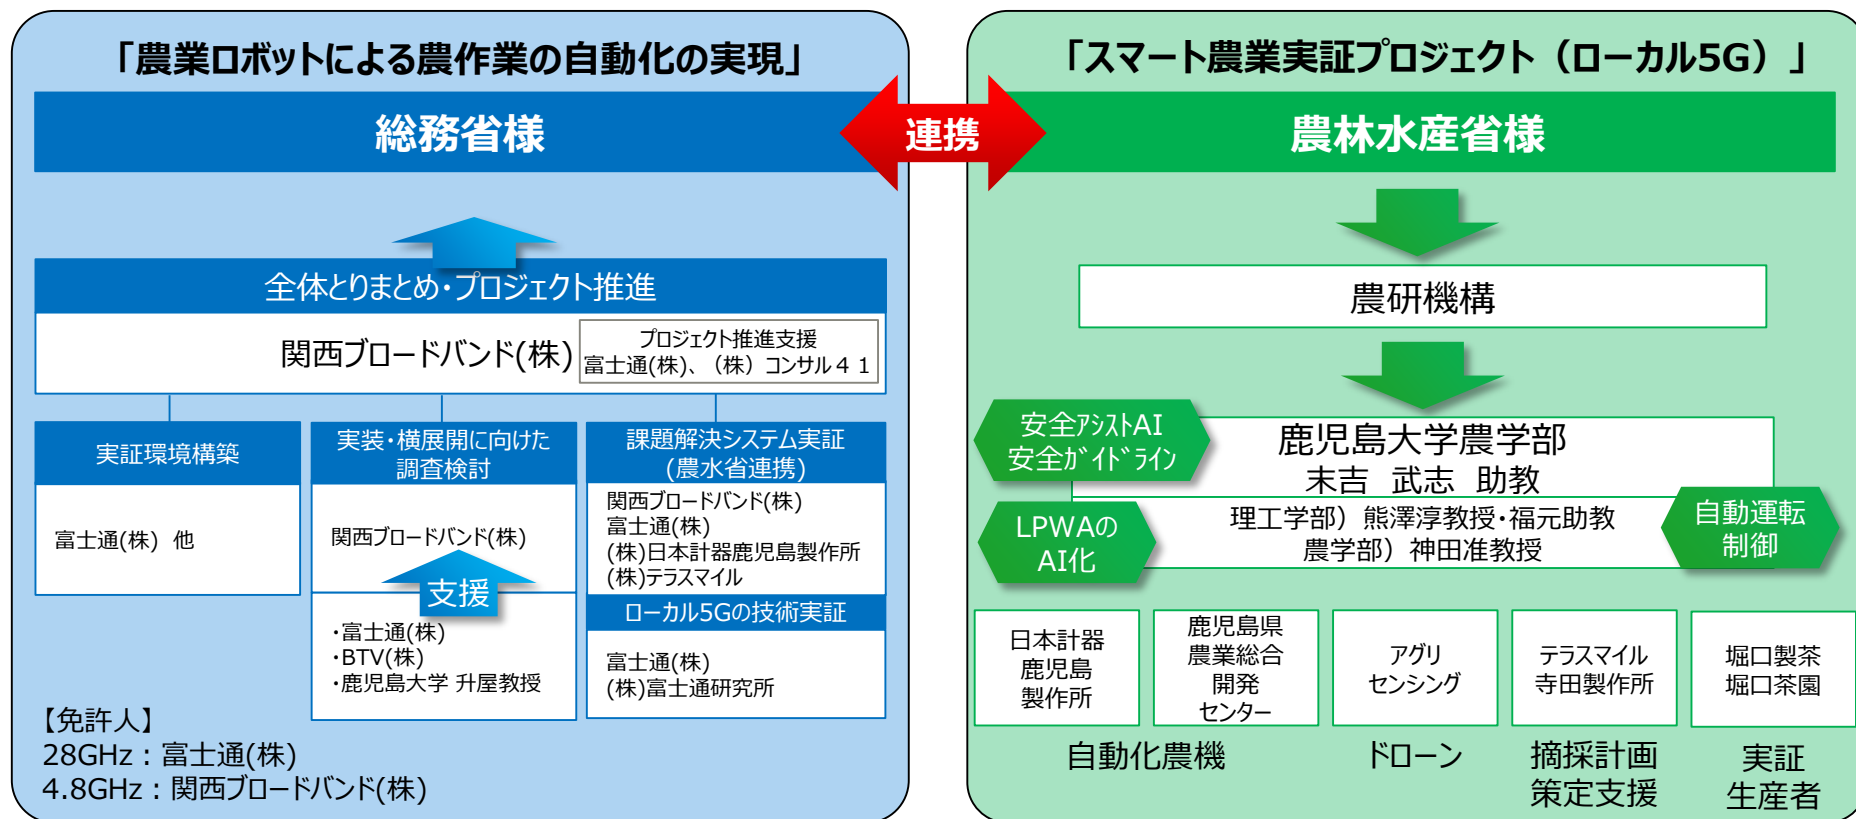 「農業ロボットによる農作業の自動化の実現」
総務省様
全体とりまとめ・プロジェクト推進
関西ブロードバンド(株)
プロジェクト推進支援
富士通(株)、（株）コンサル４１
実証環境構築
富士通(株) 他
実装・横展開に向けた
調査検討
関西ブロードバンド(株)
支援
・富士通(株)
・BTV(株)
・鹿児島大学 升屋教授
課題解決システム実証
(農水省連携)
関西ブロードバンド(株)
富士通(株)
(株)日本計器鹿児島製作所
(株)テラスマイル
ローカル5Gの技術実証
富士通(株)
(株)富士通研究所
【免許人】
28GHz：富士通(株)
4.8GHz：関西ブロードバンド(株)
連携
「スマート農業実証プロジェクト（ローカル5G）」
農林水産省様
農研機構
安全ｱｼｽﾄAI
安全ｶﾞｲﾄﾞﾗｲﾝ
鹿児島大学農学部
末吉 武志 助教
LPWAの
AI化
理工学部）熊澤淳教授・福元助教
農学部）神田准教授
自動運転
制御
日本計器
鹿児島
製作所
鹿児島県
農業総合
開発
センター
アグリ
センシング
テラスマイル
寺田製作所
堀口製茶
堀口茶園
自動化農機
ドローン
摘採計画
策定支援
実証
生産者